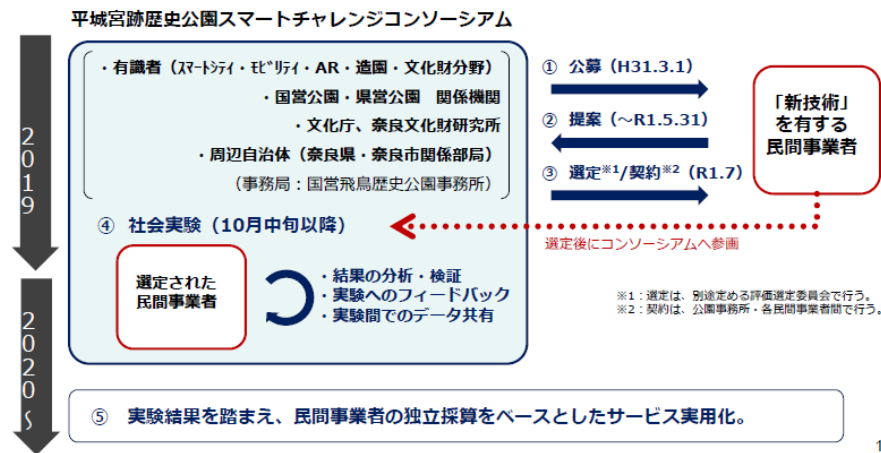 平城宮跡歴史公園スマートチャレンジコンソーシアム
2019
・有識者（ｽﾏｰﾄｼﾃｨ・ﾓﾋﾞﾘﾃｨ・AR・造園・文化財分野）
・国営公園・県営公園　関係機関
・文化庁、奈良文化財研究所
・周辺自治体（奈良県・奈良市関係部局）
（事務局：国営飛鳥歴史公園事務所）
① 公募（H31.3.1）
② 提案（～R1.5.31）
③ 選定※1/契約※2（R1.7）
「新技術」
を有する
民間事業者
④ 社会実験（10月中旬以降）
選定後にコンソーシアムへ参画
選定された
民間事業者
・結果の分析・検証
・実験へのフィードバック
・実験間でのデータ共有
※1：選定は、別途定める評価選定委員会で行う。
※2：契約は、公園事務所・各民間事業者間で行う。
2020～
⑤ 実験結果を踏まえ、民間事業者の独立採算をベースとしたサービス実用化。
1